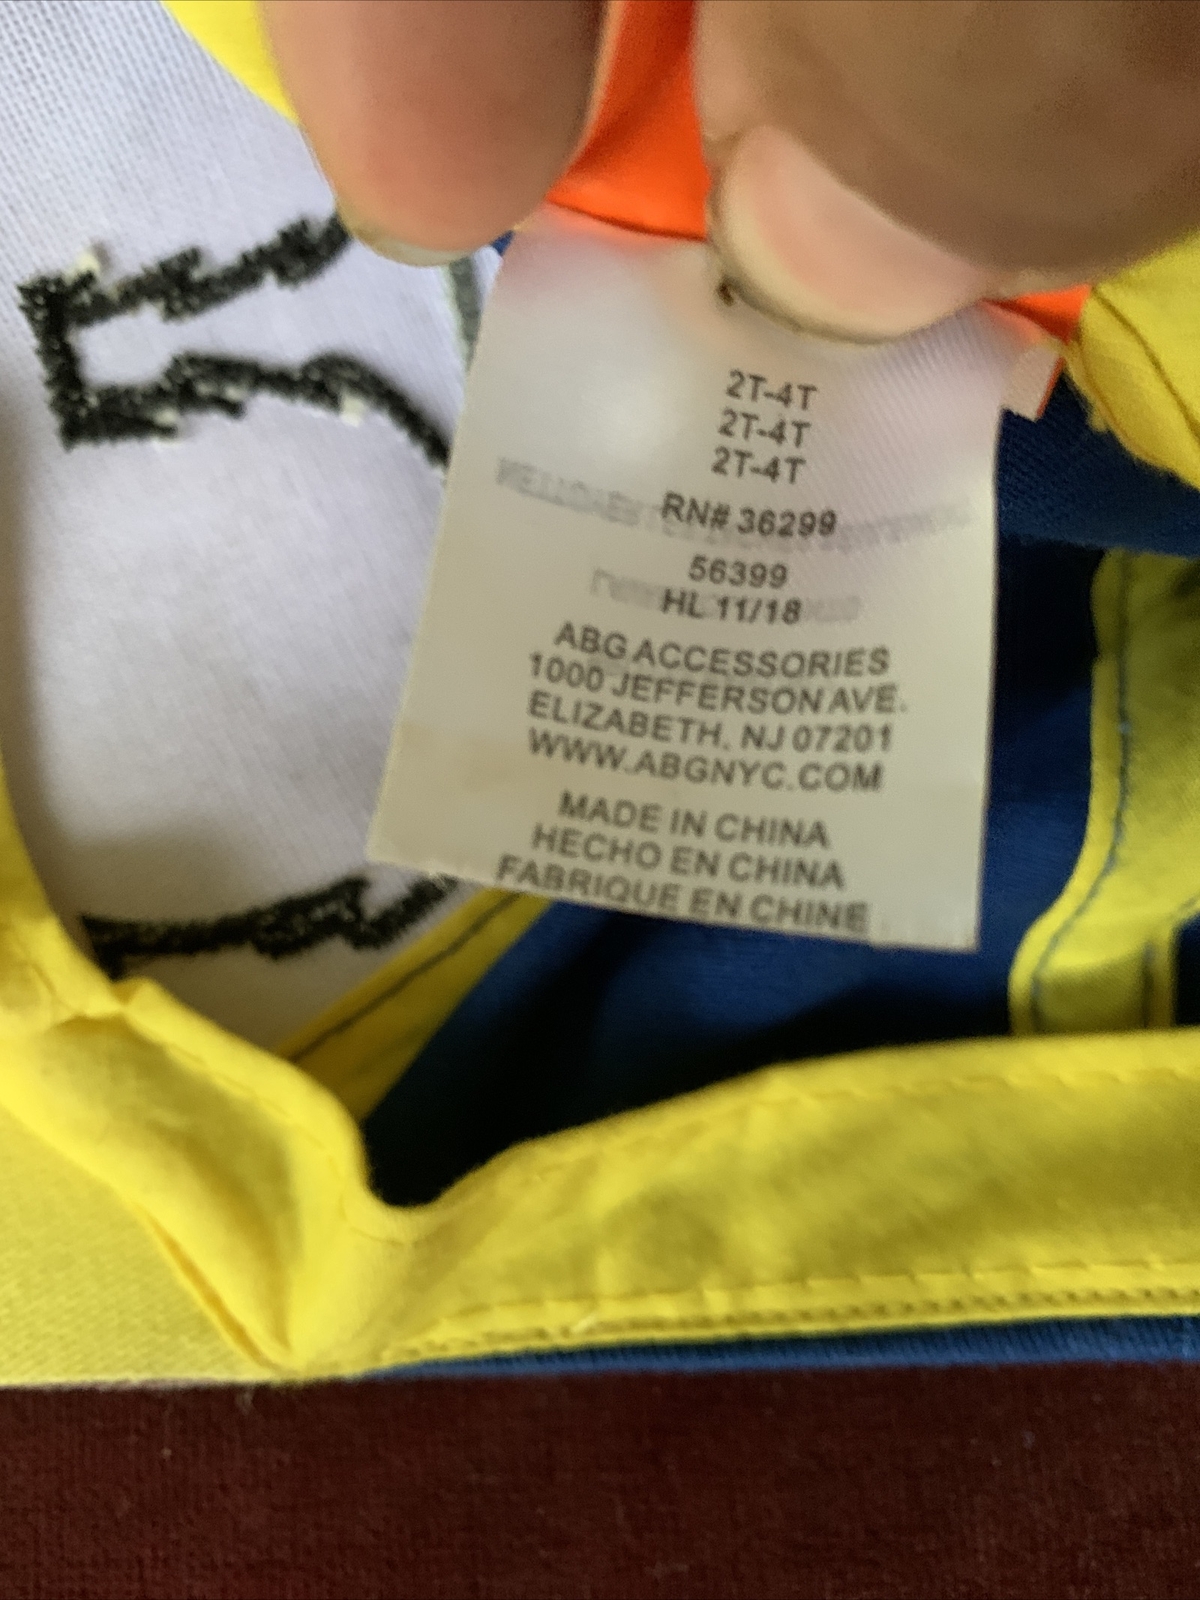 2T-4T
2T-4T
2T-4T
RN# 36299
56399
HL 11/18
ABG ACCESSORIES
1000 JEFFERSON AVE.
ELIZABETH, NJ 07201
WWW.ABGNYC.COM
MADE IN CHINA
HECHO EN CHINA
FABRIQUE EN CHINE